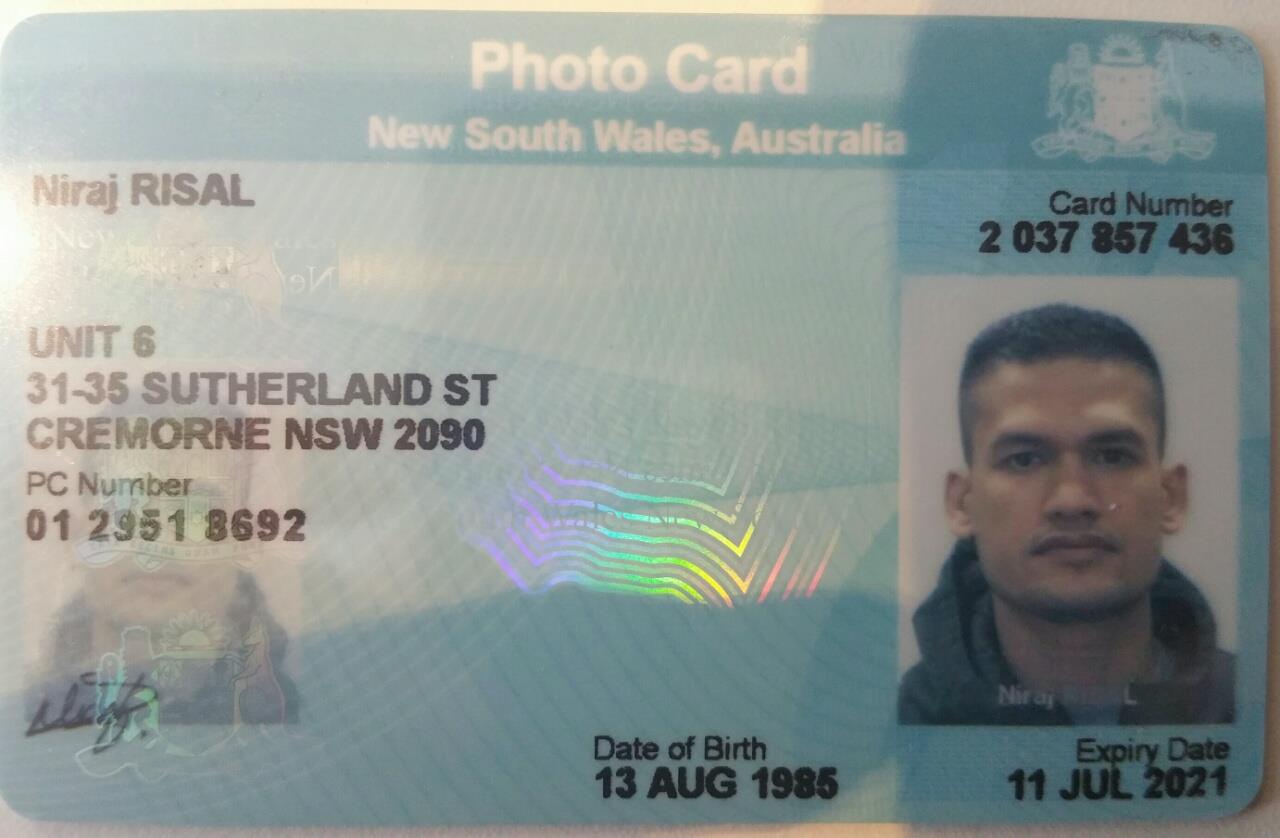 Photo Card
New South Wales, Australia
Niraj RISAL
Card Number
2 037 857 436
UNIT 6
31-35 SUTHERLAND ST
CREMORNE NSW 2090
PC Number
01 2951 8692
Niraj RISAL
Date of Birth
13 AUG 1985
Expiry Date
11 JUL 2021